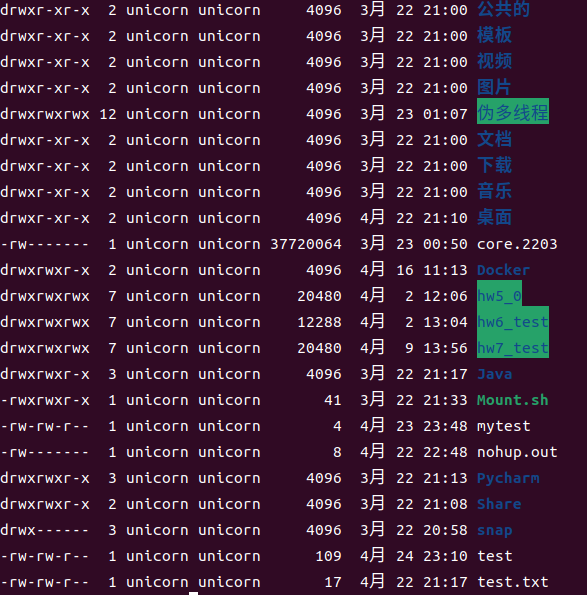 drwxr-xr-x 2 unicorn unicorn 4096 3月 22 21:00 公共的
drwxr-xr-x 2 unicorn unicorn 4096 3月 22 21:00 模板
drwxr-xr-x 2 unicorn unicorn 4096 3月 22 21:00 视频
drwxr-xr-x 2 unicorn unicorn 4096 3月 22 21:00 图片
drwxrwxrwx 12 unicorn unicorn 4096 3月 23 01:07 伪多线程
drwxr-xr-x 2 unicorn unicorn 4096 3月 22 21:00 文档
drwxr-xr-x 2 unicorn unicorn 4096 3月 22 21:00 下载
drwxr-xr-x 2 unicorn unicorn 4096 3月 22 21:00 音乐
drwxr-xr-x 2 unicorn unicorn 4096 4月 22 21:10 桌面
-rw------- 1 unicorn unicorn 37720064 3月 23 00:50 core.2203
drwxrwxr-x 2 unicorn unicorn 4096 4月 16 11:13 Docker
drwxrwxrwx 7 unicorn unicorn 20480 4月 2 12:06 hw5_0
drwxrwxrwx 7 unicorn unicorn 12288 4月 2 13:04 hw6_test
drwxrwxrwx 7 unicorn unicorn 20480 4月 9 13:56 hw7_test
drwxrwxr-x 3 unicorn unicorn 4096 3月 22 21:17 Java
-rwxrwxr-x 1 unicorn unicorn 41 3月 22 21:33 Mount.sh
-rw-rw-r-- 1 unicorn unicorn 4 4月 23 23:48 mytest
-rw------- 1 unicorn unicorn 8 4月 22 22:48 nohup.out
drwxrwxr-x 3 unicorn unicorn 4096 3月 22 21:13 Pycharm
drwxrwxr-x 2 unicorn unicorn 4096 3月 22 21:08 Share
drwx------ 3 unicorn unicorn 4096 3月 22 20:58 snap
-rw-rw-r-- 1 unicorn unicorn 109 4月 24 23:10 test
-rw-rw-r-- 1 unicorn unicorn 17 4月 22 21:17 test.txt